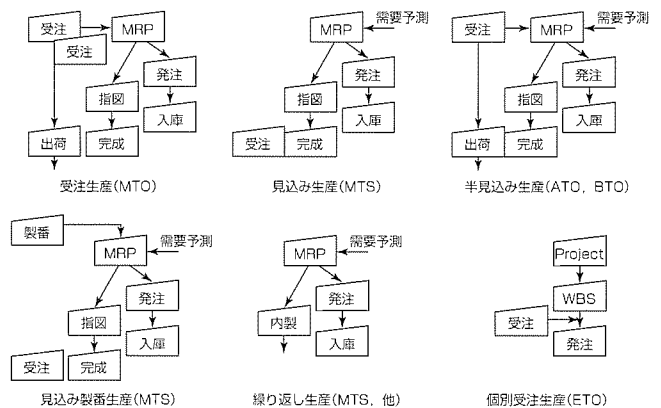 受注
MRP
受注
発注
指図
入庫
出荷
完成
受注生産(MTO)
需要予測
MRP
発注
指図
入庫
受注
完成
見込み生産(MTS)
需要予測
受注
MRP
発注
指図
入庫
出荷
完成
半見込み生産(ATO, BTO)
製番
需要予測
MRP
発注
指図
入庫
受注
完成
見込み製番生産(MTS)
需要予測
MRP
発注
内製
入庫
繰り返し生産(MTS, 他)
Project
WBS
受注
発注
個別受注生産(ETO)